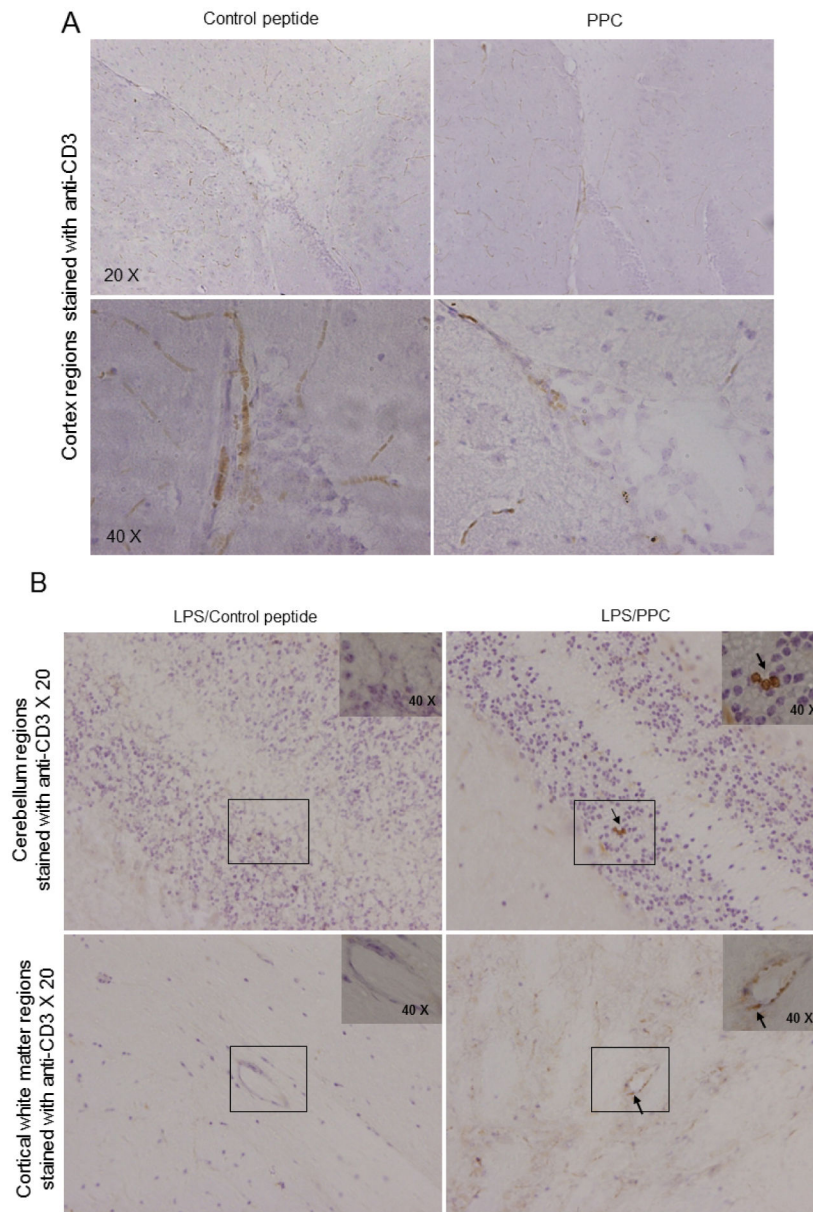 A
Control peptide
PPC
Cortex regions stained with anti-CD3
20 X
40 X
B
LPS/Control peptide
LPS/PPC
Cerebellum regions
stained with anti-CD3 X 20
40 X
40 X
Cortical white matter regions
stained with anti-CD3 X 20
40 X
40 X